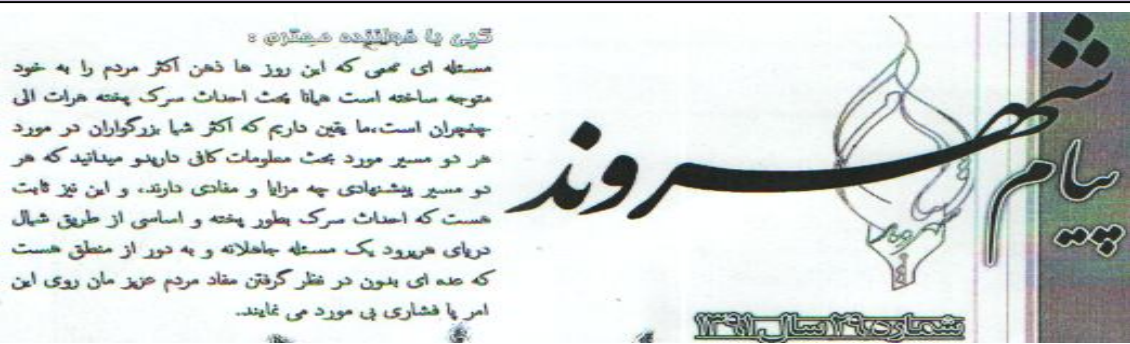 پیام
شهروند
شماره ۲۹ سال ۱۳۹۱
گپی با خواننده محترم :
مسئله ای مهمی که این روز ها ذهن اکثر مردم را به خود
متوجه ساخته است همانا بحث احداث سرک پخته هرات الی
چغچران است،ما یقین داریم که اکثر شما بزرگواران در مورد
هر دو مسیر مورد بحث معلومات کافی داریدو میدانید که هر
دو مسیر پیشنهادی چه مزایا و مفادی دارند، و این نیز ثابت
هست که احداث سرک بطور پخته و اساسی از طریق شمال
دریای هریرود یک مسئله جاهلانه و به دور از منطق هست
که عده ای بدون در نظر گرفتن مفاد مردم عزیز مان روی این
امر پا فشاری بی مورد می نمایند.